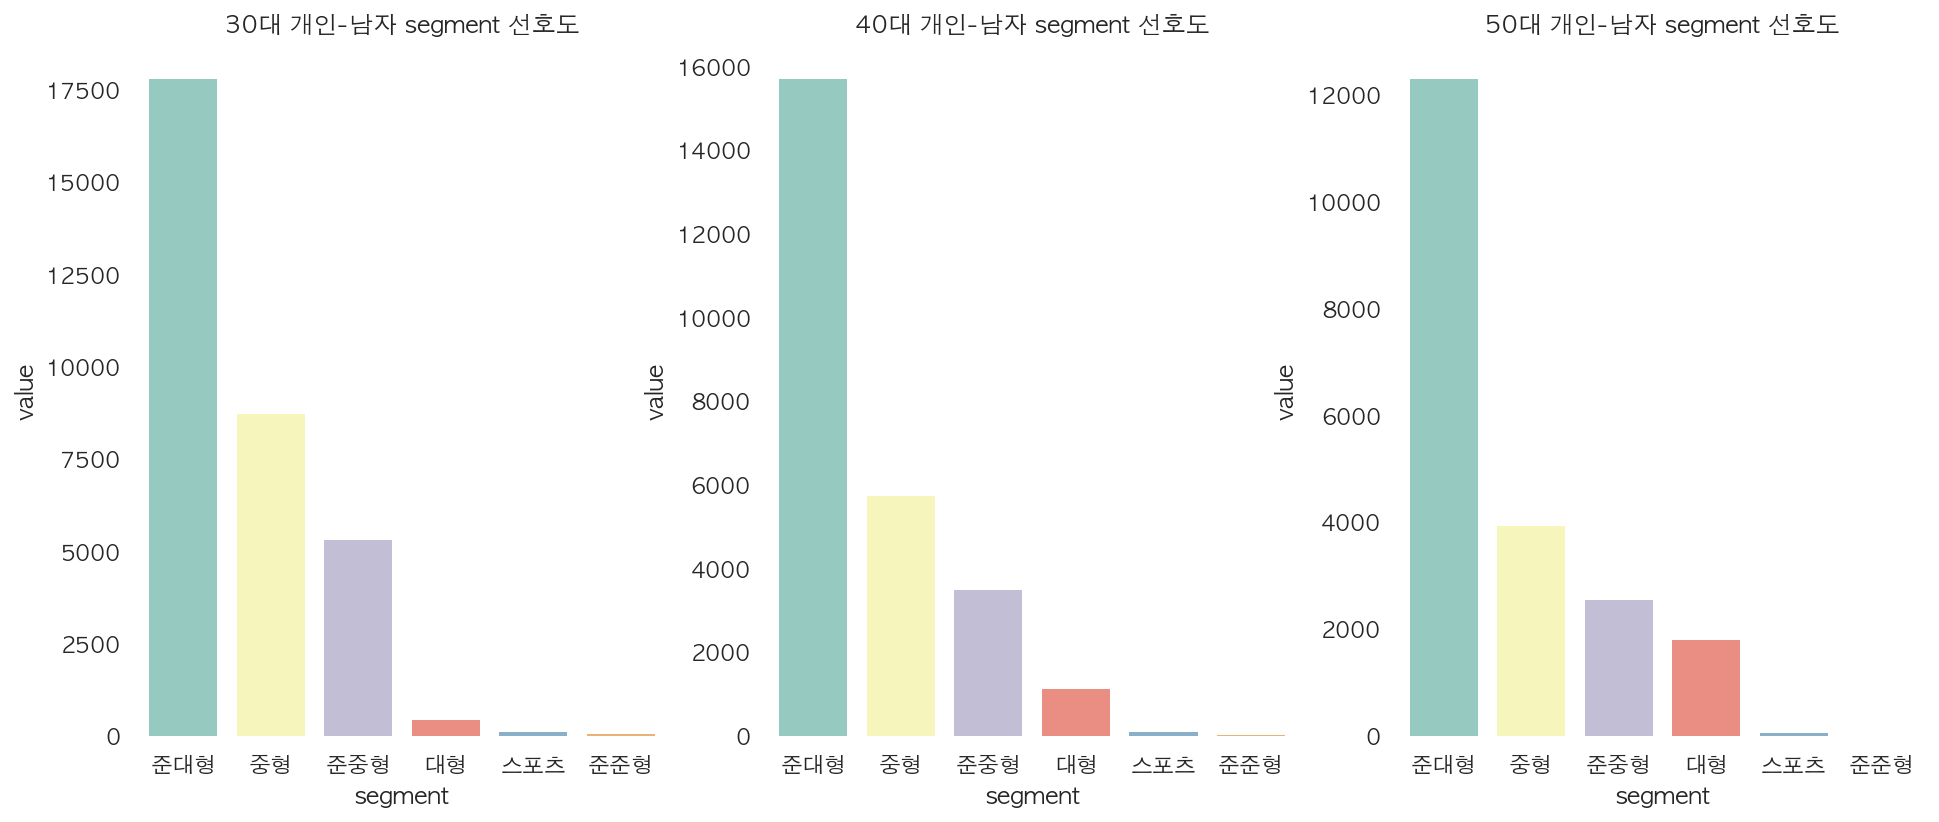 30대 개인-남자 segment 선호도
value
17500
15000
12500
10000
7500
5000
2500
0
준대형 중형 준중형 대형 스포츠 준준형
segment
40대 개인-남자 segment 선호도
value
16000
14000
12000
10000
8000
6000
4000
2000
0
준대형 중형 준중형 대형 스포츠 준준형
segment
50대 개인-남자 segment 선호도
value
12000
10000
8000
6000
4000
2000
0
준대형 중형 준중형 대형 스포츠 준준형
segment